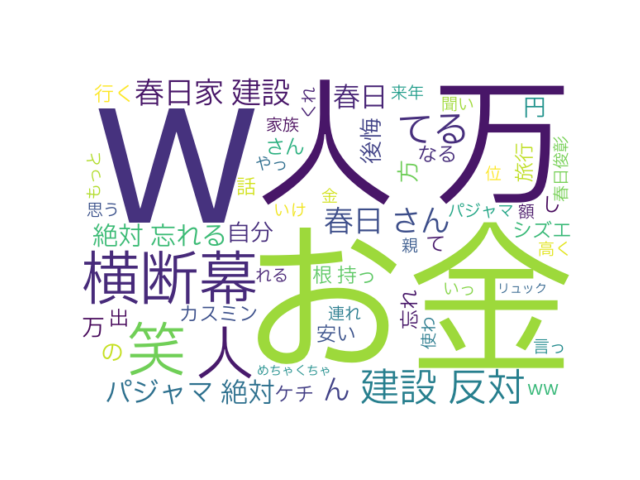 W
人
万
お金
横断幕
笑
人
建設 反対
春日 さん
春日家 建設
春日
くれ
来年
聞い
円
行く
家族
後悔
てる
なる
さん
やっ
方
旅行
位
春日俊彰
もっと
話
金
思う
いけ
パジャマ
額
し
シズエ
高く
絶対 忘れる
自分
親
て
れる
根 持っ
いっ
リュック
カスミン
連れ
忘れ
使わ
万
出
の
安い
言っ
めちゃくちゃ
パジャマ 絶対
ケチ
ん
ww